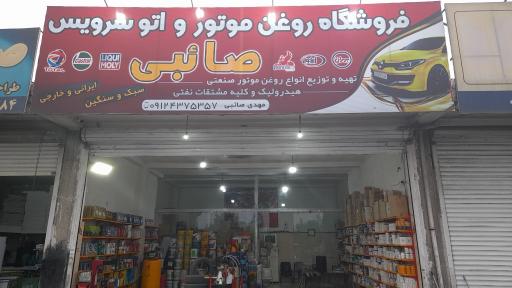 فروشگاه روغن موتور و اتو سرویس
صائبی
TOTAL
Castrol
LIQUI
MOLY
ایرانی و خارجی
سبک و سنگین
تهیه و توزیع انواع روغن موتور صنعتی
هیدرولیک و کلیه مشتقات نفتی
مهدی صائبی ۰۹۱۲۴۳۷۵۳۵۷